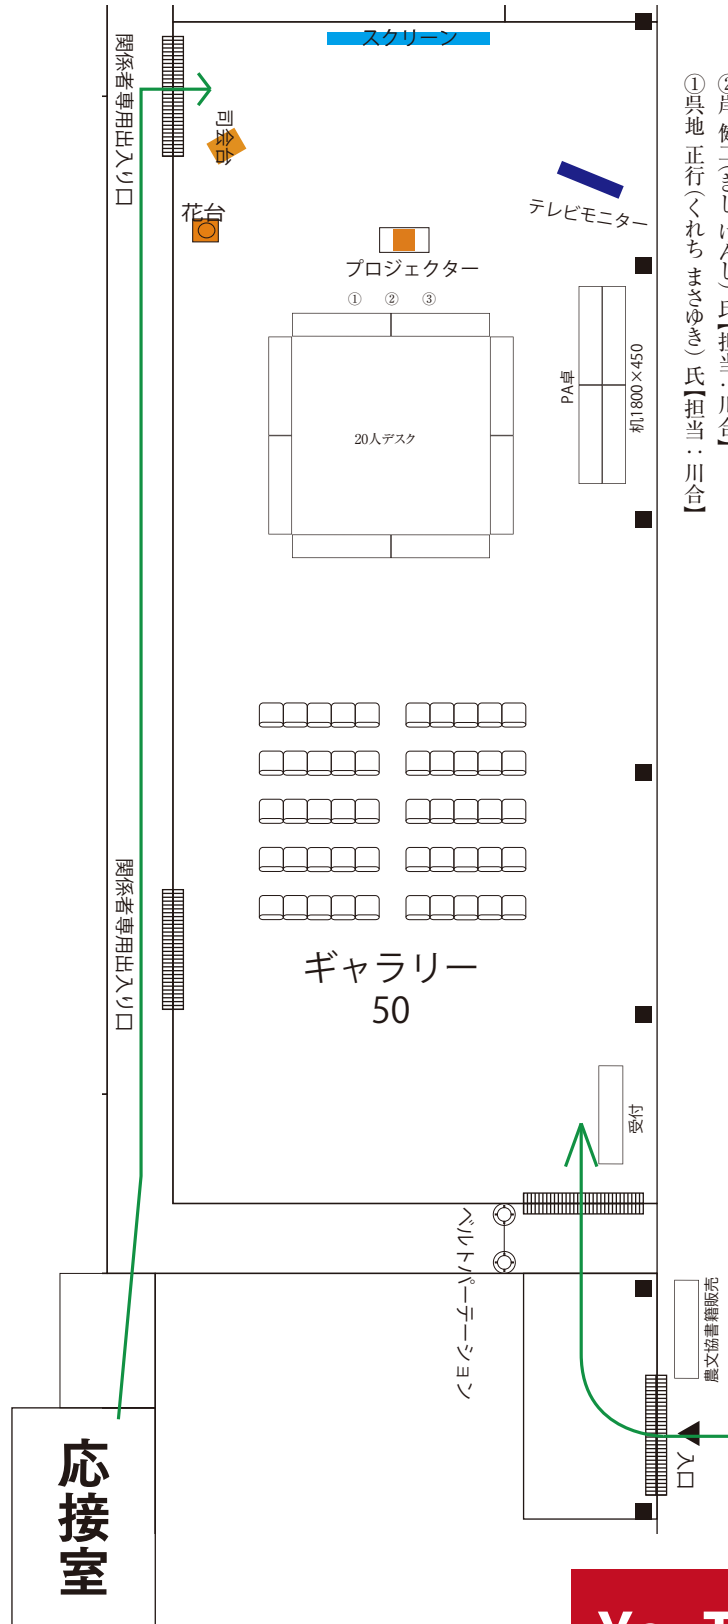 スクリーン
関係者専用出入り口
司会台
花台
テレビモニター
プロジェクター
① ② ③
20人デスク
PA卓
机1800×450
①呉地 正行（くれち まさゆき）氏【担当：川合】
関係者専用出入り口
ギャラリー
50
受付
ベルトパーテーション
農文協書籍販売
入口
応接室